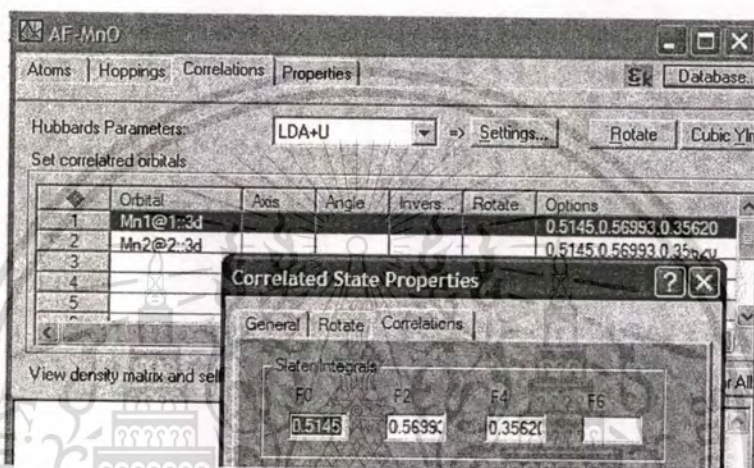 AF-MnO
Atoms Hoppings Correlations Properties Database..
Hubbards Parameters: LDA+U => Settings... Rotate Cubic Ylm
Set correlatred orbitals
Orbital Axis Angle Invers... Rotate Options
1 Mn1@1::3d 0.5145,0.56993,0.35620
2 Mn2@2::3d
3
4
5
Correlated State Properties
General Rotate Correlations
View density matrix and sel
Slater Integrals
F0 F2 F4 F6
0.5145 0.5699 0.3562